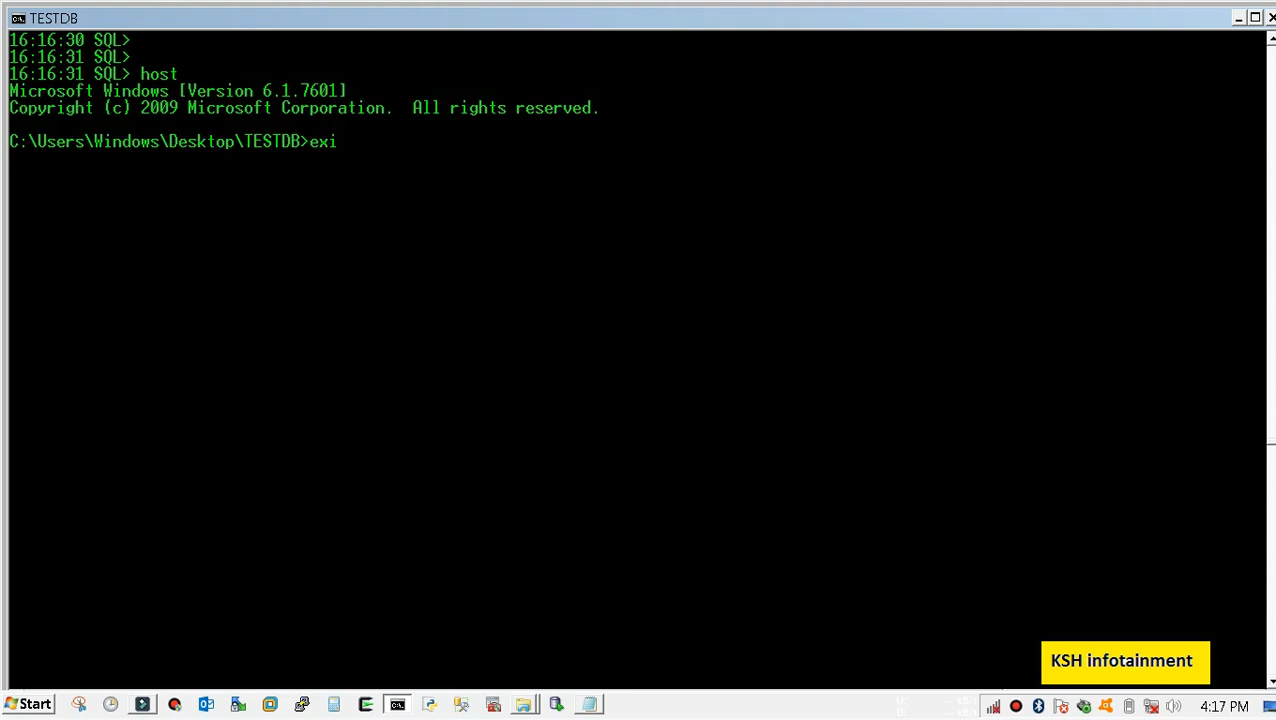 TESTDB
16:16:30 SQL>
16:16:31 SQL>
16:16:31 SQL> host
Microsoft Windows [Version 6.1.7601]
Copyright (c) 2009 Microsoft Corporation.  All rights reserved.
C:\Users\Windows\Desktop\TESTDB>exi
KSH infotainment
Start
4:17 PM